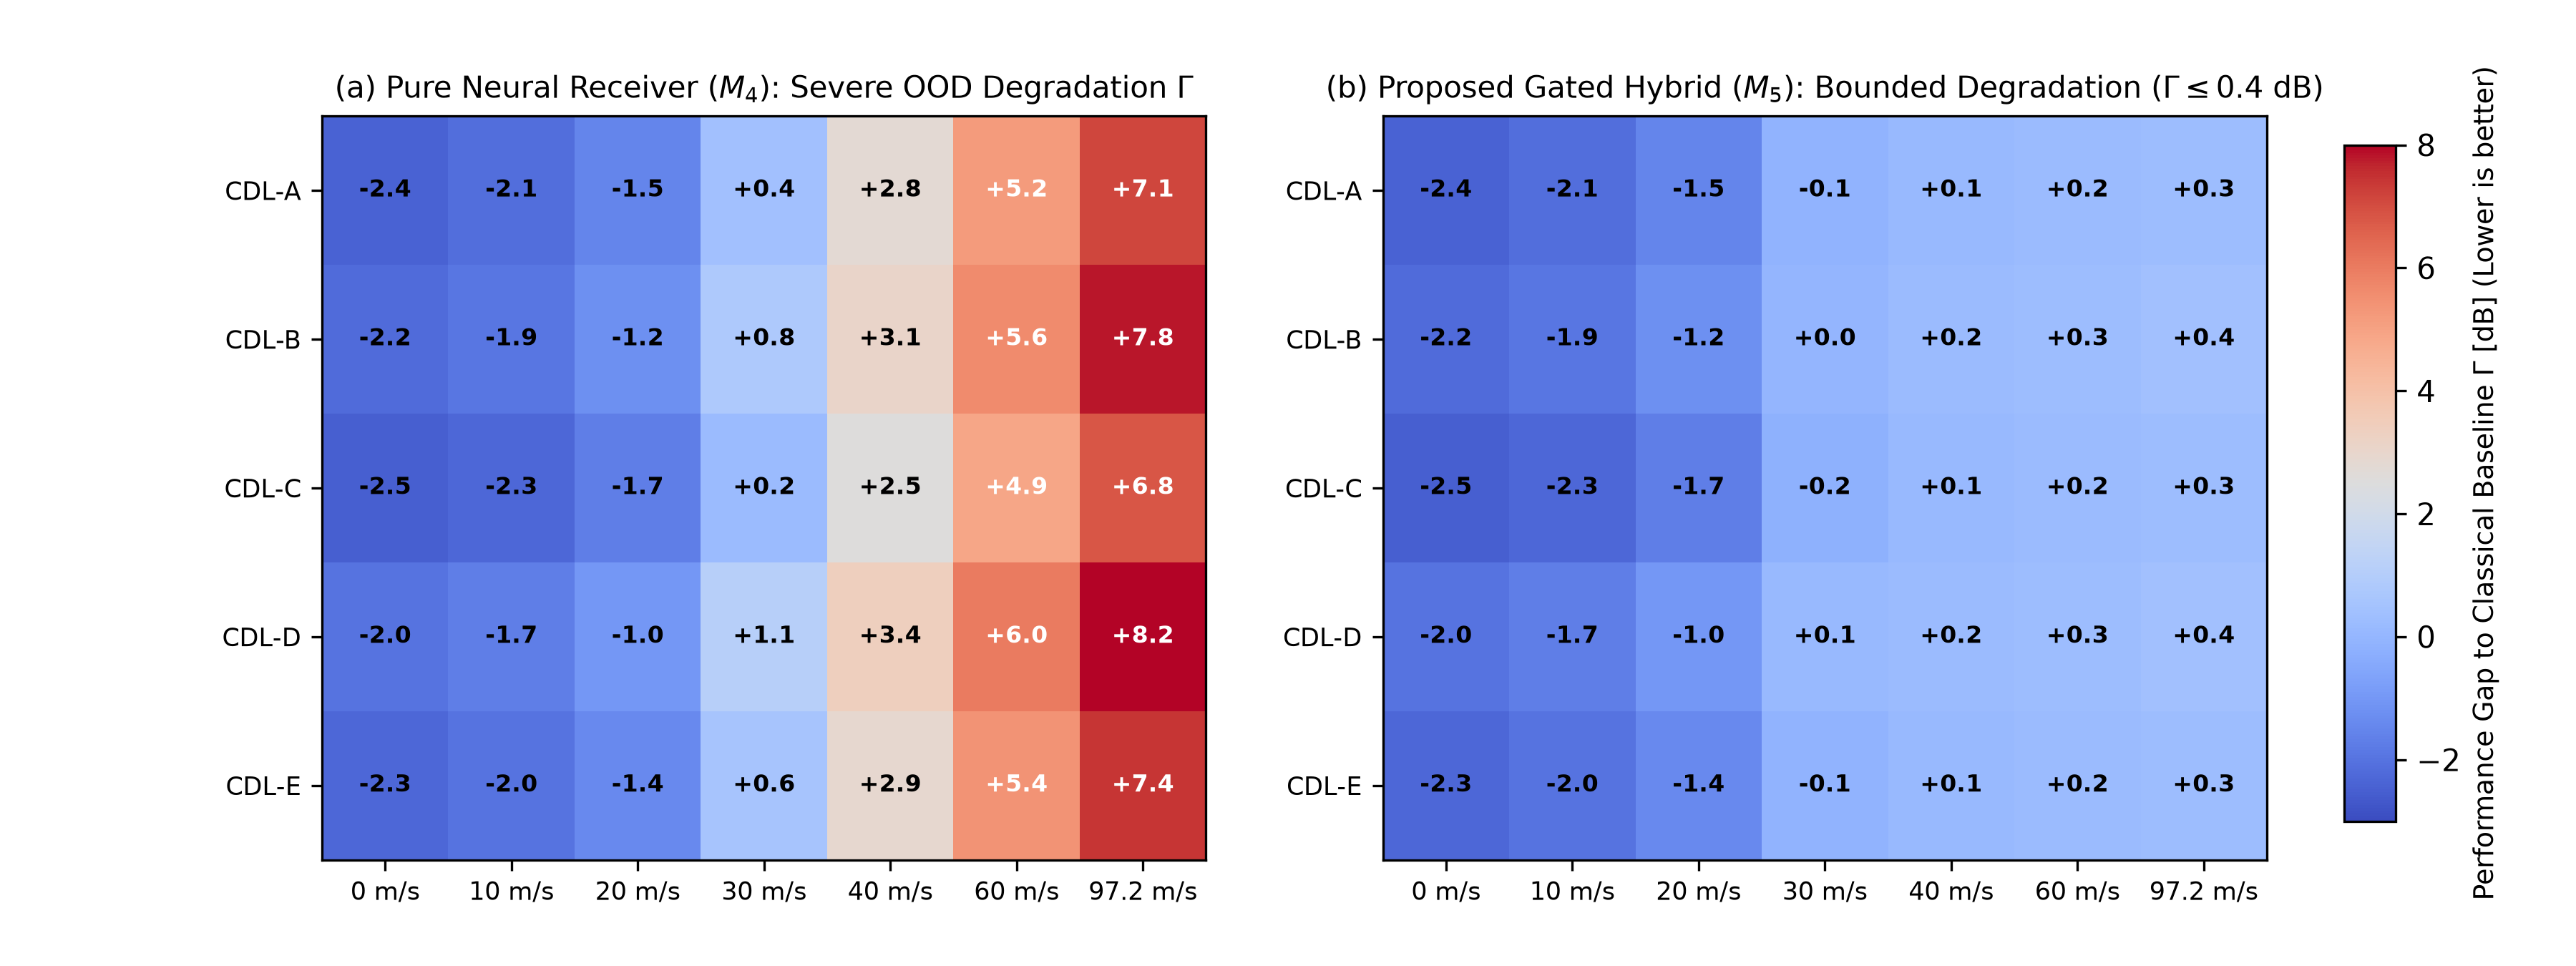 (a) Pure Neural Receiver (M₄): Severe OOD Degradation Γ
CDL-A -2.4 -2.1 -1.5 +0.4 +2.8 +5.2 +7.1
CDL-B -2.2 -1.9 -1.2 +0.8 +3.1 +5.6 +7.8
CDL-C -2.5 -2.3 -1.7 +0.2 +2.5 +4.9 +6.8
CDL-D -2.0 -1.7 -1.0 +1.1 +3.4 +6.0 +8.2
CDL-E -2.3 -2.0 -1.4 +0.6 +2.9 +5.4 +7.4
0 m/s 10 m/s 20 m/s 30 m/s 40 m/s 60 m/s 97.2 m/s
(b) Proposed Gated Hybrid (M₅): Bounded Degradation (Γ ≤ 0.4 dB)
CDL-A -2.4 -2.1 -1.5 -0.1 +0.1 +0.2 +0.3
CDL-B -2.2 -1.9 -1.2 +0.0 +0.2 +0.3 +0.4
CDL-C -2.5 -2.3 -1.7 -0.2 +0.1 +0.2 +0.3
CDL-D -2.0 -1.7 -1.0 +0.1 +0.2 +0.3 +0.4
CDL-E -2.3 -2.0 -1.4 -0.1 +0.1 +0.2 +0.3
0 m/s 10 m/s 20 m/s 30 m/s 40 m/s 60 m/s 97.2 m/s
8
6
4
2
0
−2
Performance Gap to Classical Baseline Γ [dB] (Lower is better)